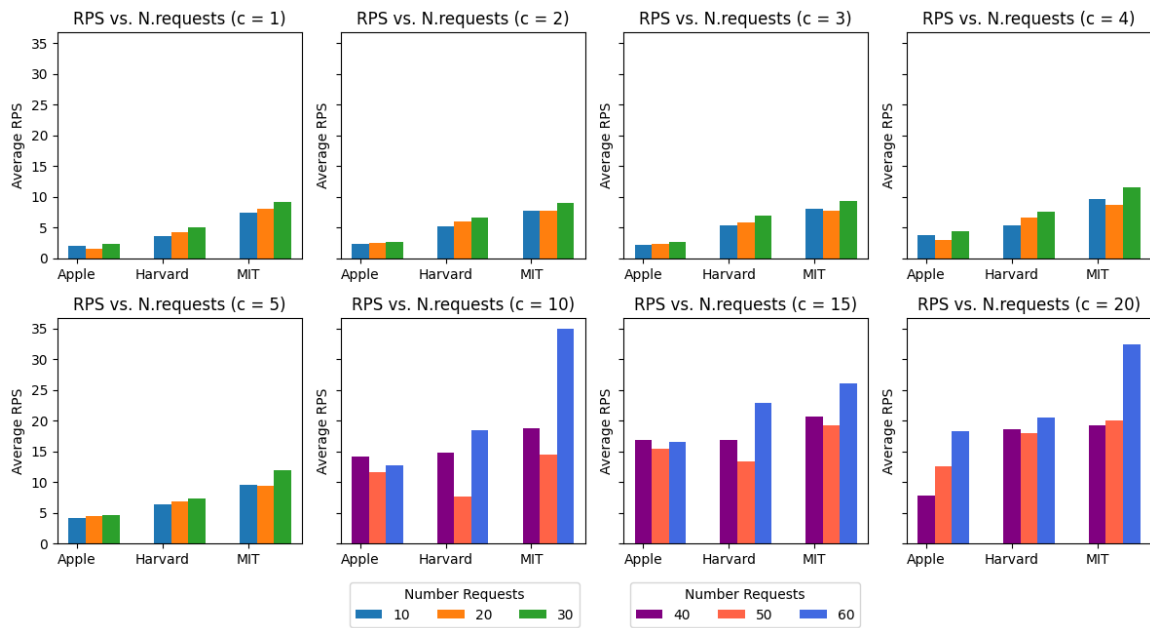 RPS vs. N.requests (c = 1)
RPS vs. N.requests (c = 2)
RPS vs. N.requests (c = 3)
RPS vs. N.requests (c = 4)
35
30
25
20
15
10
5
0
Average RPS
Average RPS
Average RPS
Average RPS
Apple Harvard MIT
Apple Harvard MIT
Apple Harvard MIT
Apple Harvard MIT
RPS vs. N.requests (c = 5)
RPS vs. N.requests (c = 10)
RPS vs. N.requests (c = 15)
RPS vs. N.requests (c = 20)
35
30
25
20
15
10
5
0
Average RPS
Average RPS
Average RPS
Average RPS
Apple Harvard MIT
Apple Harvard MIT
Apple Harvard MIT
Apple Harvard MIT
Number Requests
10 20 30
Number Requests
40 50 60